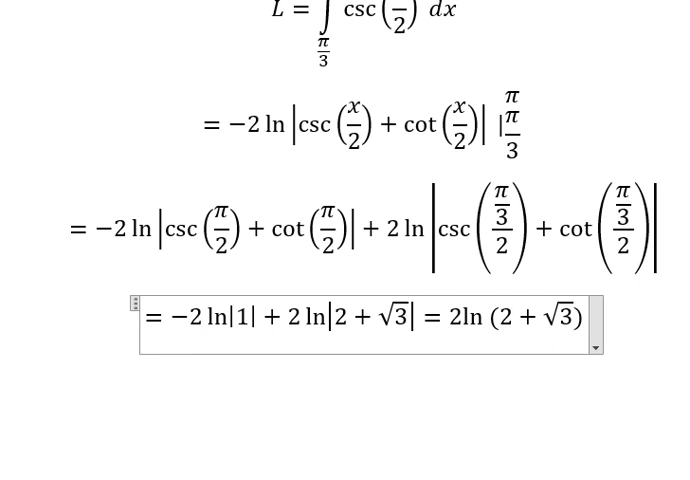 L = ∫ π/3 csc(x/2) dx
= −2 ln |csc(x/2) + cot(x/2)| | π π/3
= −2 ln |csc(π/2) + cot(π/2)| + 2 ln |csc((π/3)/2) + cot((π/3)/2)|
= −2 ln|1| + 2 ln|2 + √3| = 2ln (2 + √3)